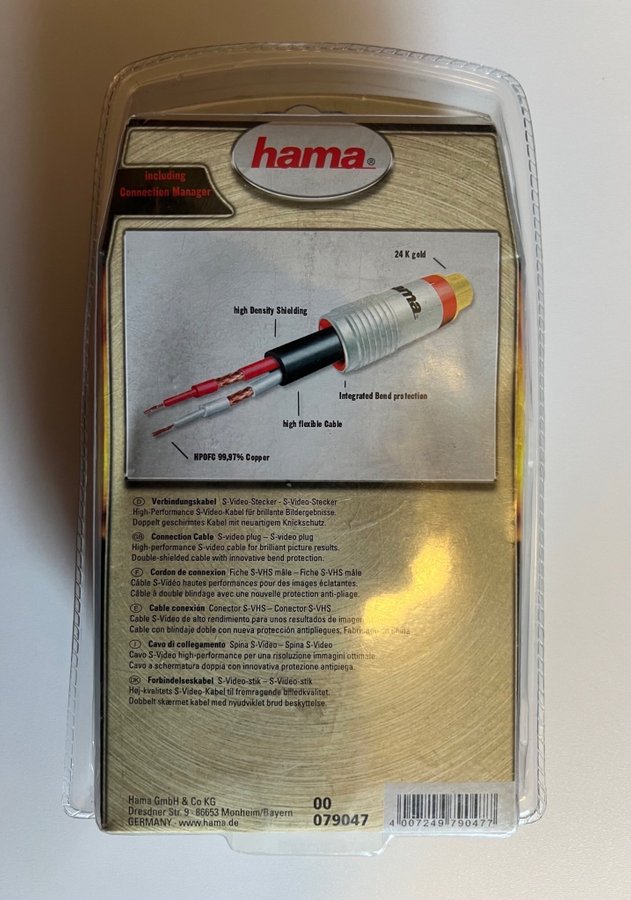 hama®
including
Connection Manager
24 K gold
hama
high Density Shielding
Integrated Bend protection
high flexible Cable
HPOFC 99,97% Copper
D Verbindungskabel S-Video-Stecker - S-Video-Stecker
High-Performance S-Video-Kabel für brillante Bildergebnisse.
Doppelt geschirmtes Kabel mit neuartigem Knickschutz.
GB Connection Cable S-video plug – S-video plug
High-performance S-video cable for brilliant picture results.
Double-shielded cable with innovative bend protection.
F Cordon de connexion Fiche S-VHS mâle – Fiche S-VHS mâle
Câble S-Vidéo hautes performances pour des images éclatantes.
Câble à double blindage avec une nouvelle protection anti-pliage.
E Cable conexión Conector S-VHS – Conector S-VHS
Cable S-Vídeo de alto rendimiento para unos resultados de imagen
Cable con blindaje doble con nueva protección antipliegues. Fabricado in China
I Cavo di collegamento Spina S-Video – Spina S-Video
Cavo S-Video high-performance per una risoluzione immagini ottimale.
Cavo a schermatura doppia con innovativa protezione antipiega.
DK Forbindelseskabel S-Video-stik – S-Video-stik
Høj-kvalitets S-Video-Kabel til fremragende billedkvalitet.
Dobbelt skærmet kabel med nyudviklet brud beskyttelse.
Hama GmbH & Co KG
Dresdner Str. 9 · 86653 Monheim/Bayern
GERMANY · www.hama.de
00
079047
4 007249 790477